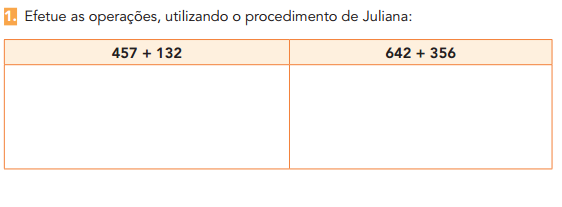 1. Efetue as operações, utilizando o procedimento de Juliana:
457 + 132 642 + 356